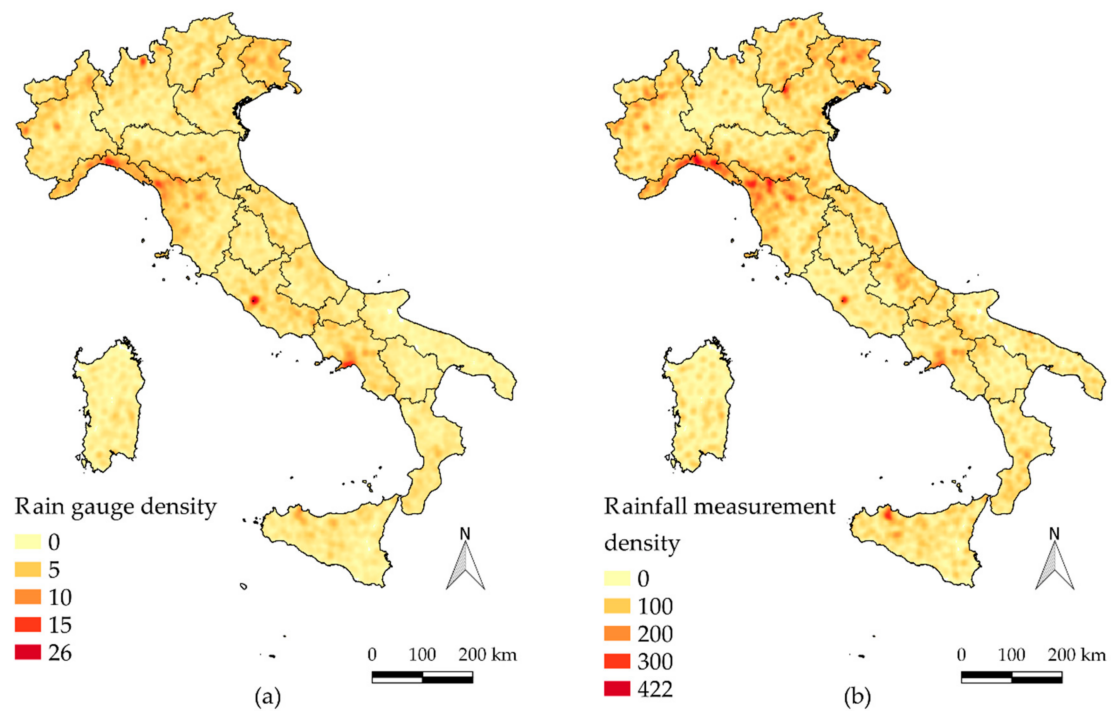 Rain gauge density
0
5
10
15
26
N
0 100 200 km
(a)
Rainfall measurement
density
0
100
200
300
422
N
0 100 200 km
(b)